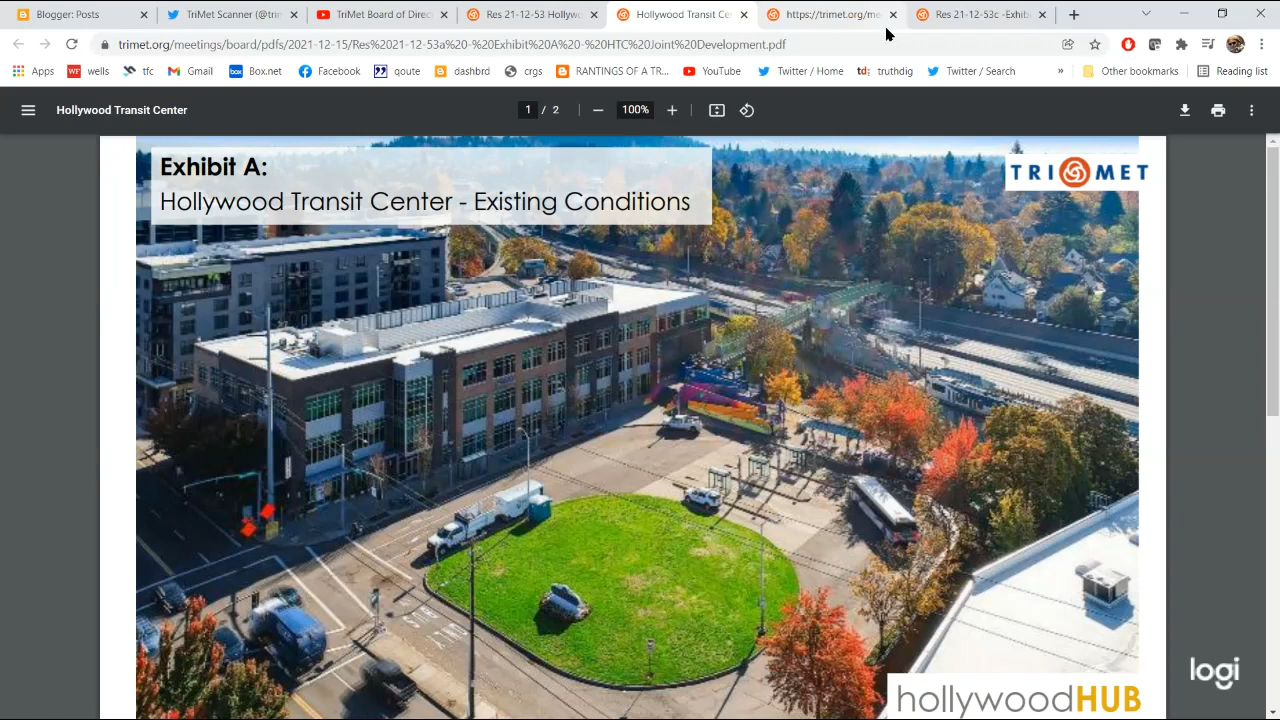 Blogger: Posts
TriMet Scanner (@tri
TriMet Board of Direc
Res 21-12-53 Hollyw
Hollywood Transit Ce
https://trimet.org/me
Res 21-12-53c -Exhib
trimet.org/meetings/board/pdfs/2021-12-15/Res%2021-12-53a%20-%20Exhibit%20A%20-%20HTC%20Joint%20Development.pdf
Apps
WF wells
tfc
Gmail
box Box.net
Facebook
qoute
dashbrd
crgs
RANTINGS OF A TR...
YouTube
Twitter / Home
td: truthdig
Twitter / Search
»
Other bookmarks
Reading list
Hollywood Transit Center
1 / 2
100%
Exhibit A:
Hollywood Transit Center - Existing Conditions
TRIMET
logi
hollywoodHUB